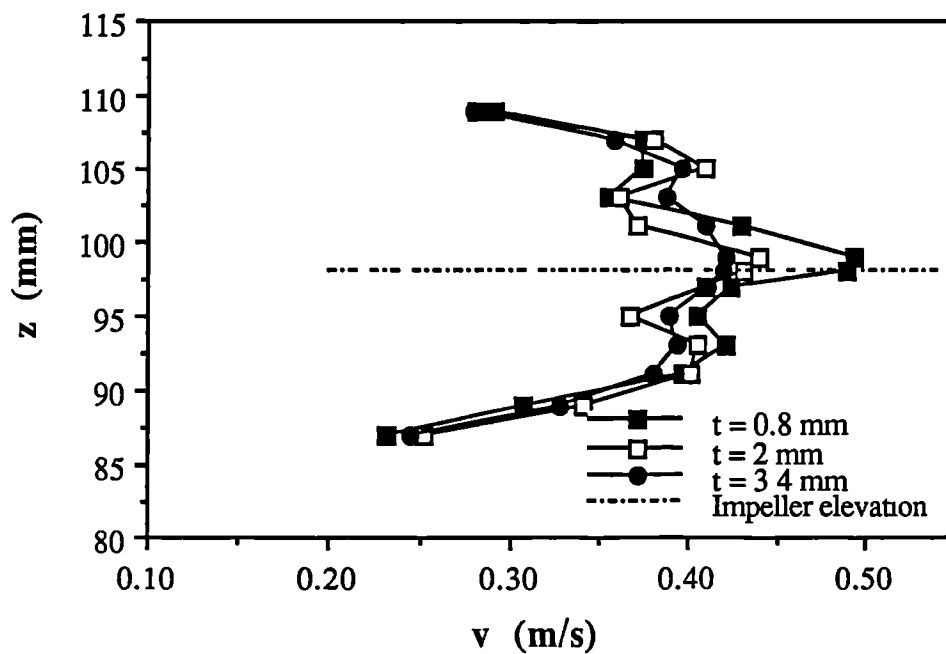 115
110
105
100
95
90
85
80
z (mm)
t = 0.8 mm
t = 2 mm
t = 3 4 mm
Impeller elevation
0.10
0.20
0.30
0.40
0.50
v (m/s)